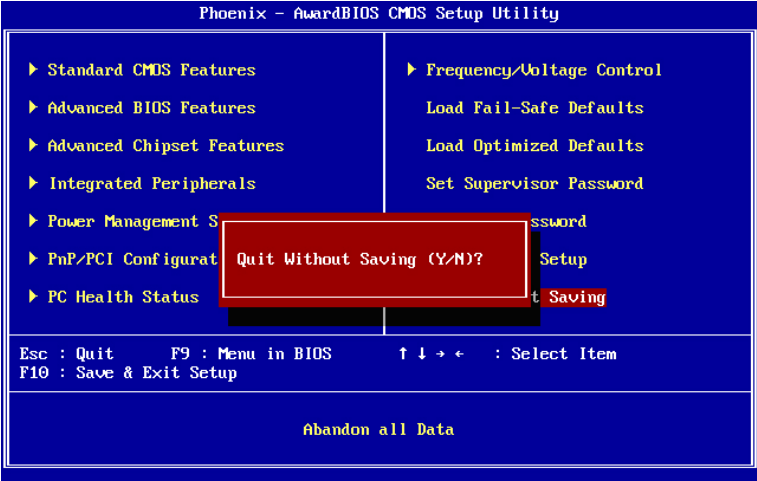 Phoenix - AwardBIOS CMOS Setup Utility
Standard CMOS Features
Advanced BIOS Features
Advanced Chipset Features
Integrated Peripherals
Power Management S
PnP/PCI Configurat
PC Health Status
Frequency/Voltage Control
Load Fail-Safe Defaults
Load Optimized Defaults
Set Supervisor Password
ssword
Setup
t Saving
Quit Without Saving (Y/N)?
Esc : Quit F9 : Menu in BIOS ↑ ↓ → ← : Select Item
F10 : Save & Exit Setup
Abandon all Data